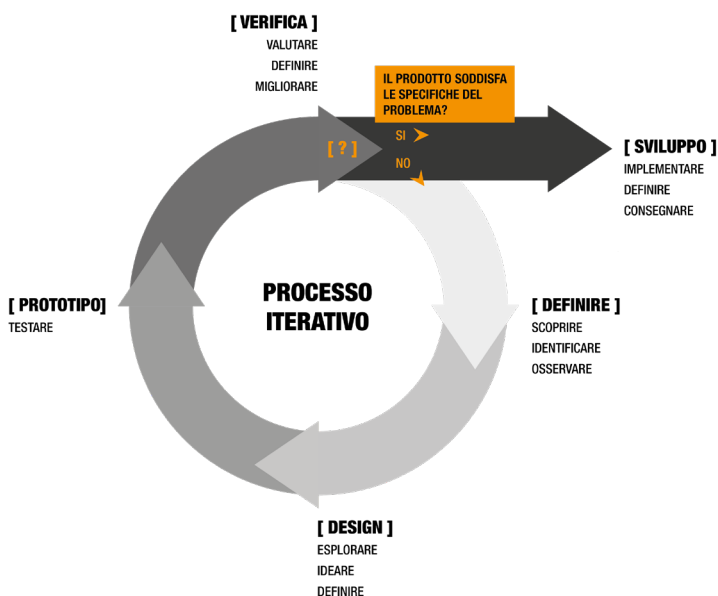 [ VERIFICA ]
VALUTARE
DEFINIRE
MIGLIORARE
IL PRODOTTO SODDISFA
LE SPECIFICHE DEL
PROBLEMA?
[ ? ]
SI
NO
[ SVILUPPO ]
IMPLEMENTARE
DEFINIRE
CONSEGNARE
[ PROTOTIPO]
TESTARE
PROCESSO
ITERATIVO
[ DEFINIRE ]
SCOPRIRE
IDENTIFICARE
OSSERVARE
[ DESIGN ]
ESPLORARE
IDEARE
DEFINIRE